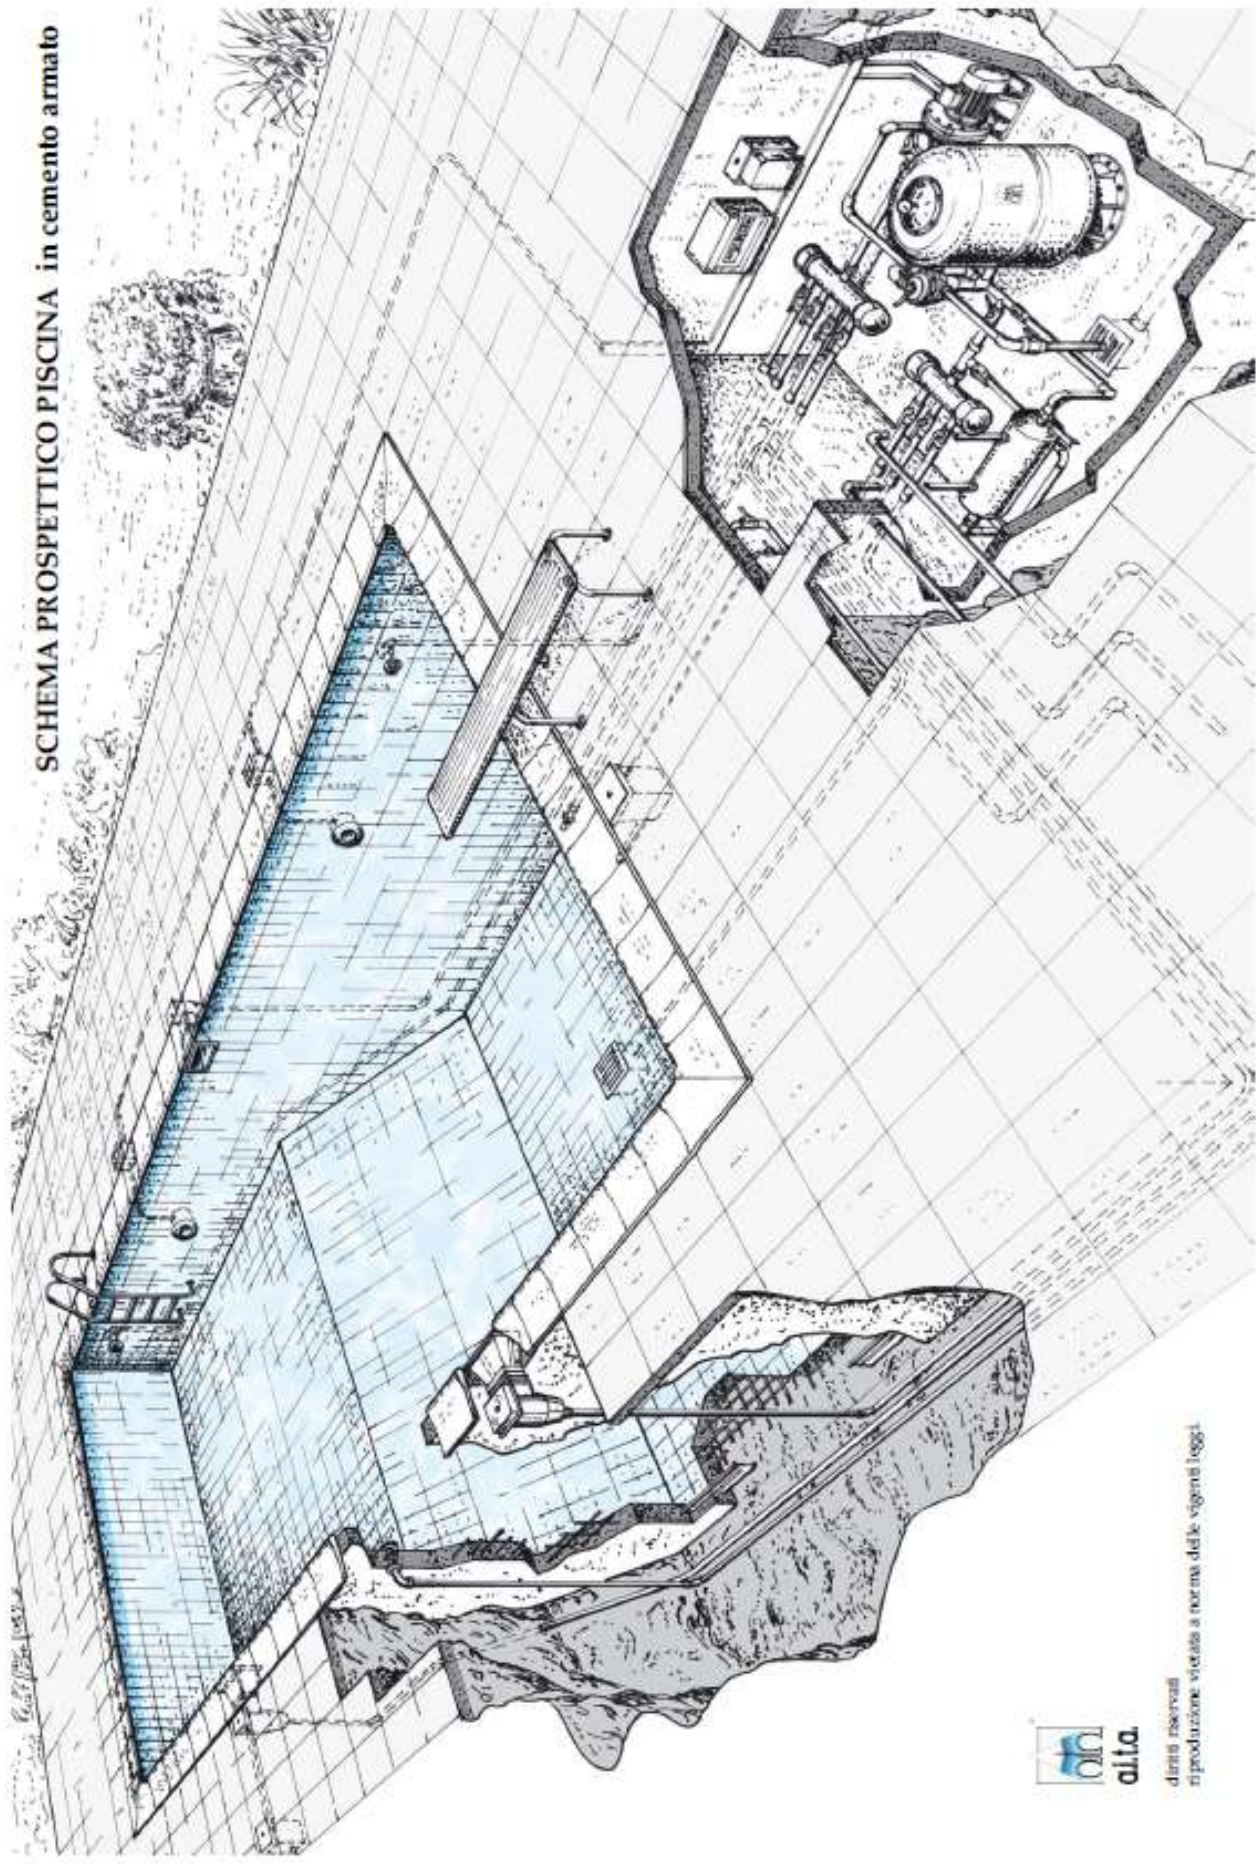 SCHEMA PROSPETTICO PISCINA in cemento armato
a.l.t.a.
diritti riservati
riproduzione vietata a norma delle vigenti leggi